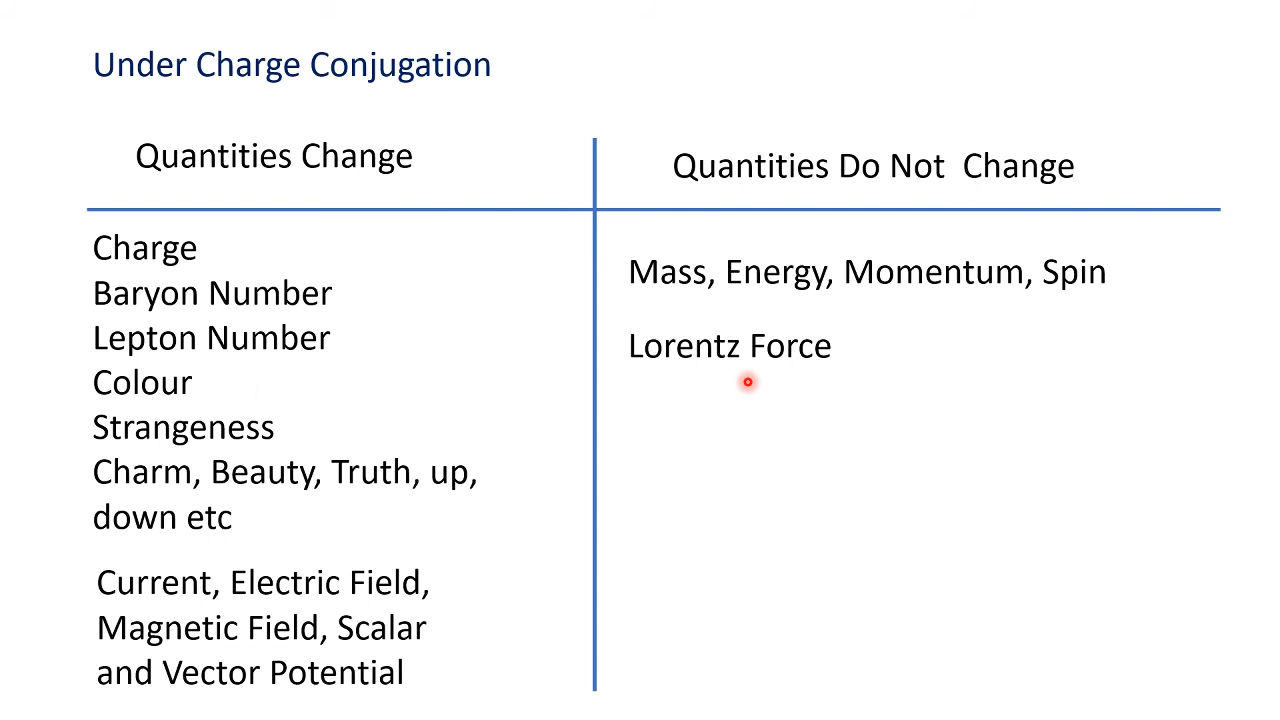 Under Charge Conjugation
Quantities Change
Quantities Do Not  Change
Charge
Baryon Number
Lepton Number
Colour
Strangeness
Charm, Beauty, Truth, up,
down etc
Current, Electric Field,
Magnetic Field, Scalar
and Vector Potential
Mass, Energy, Momentum, Spin
Lorentz Force